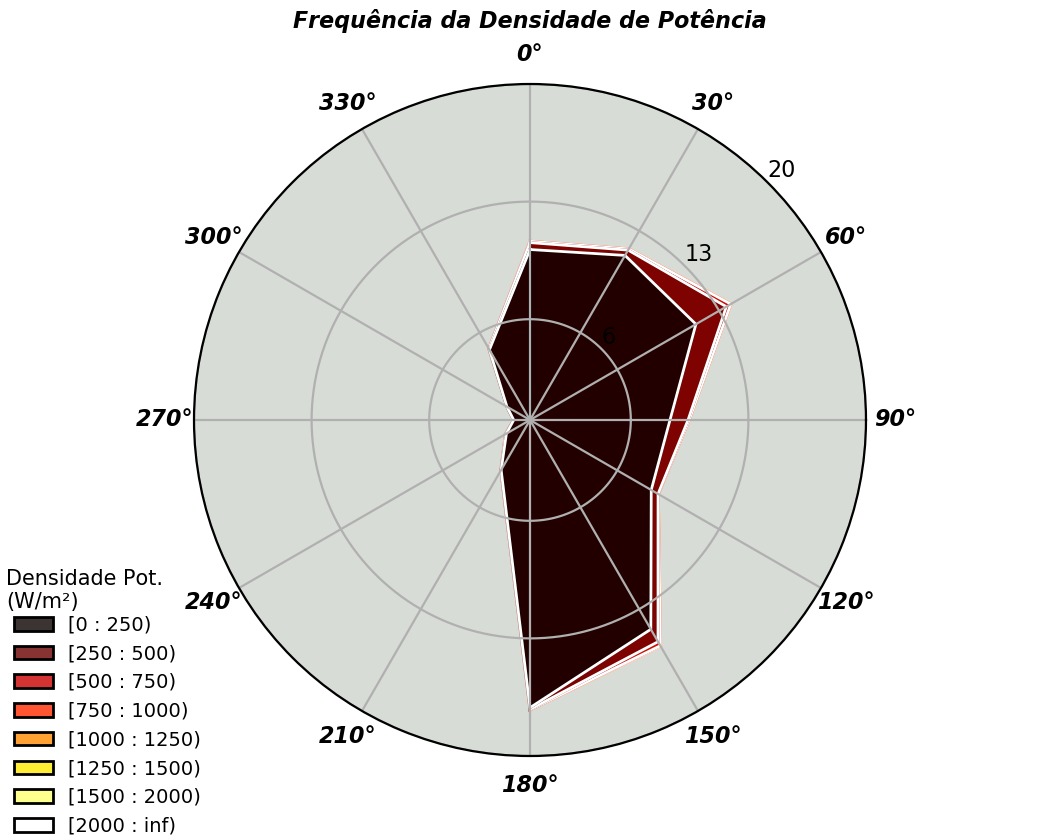 Frequência da Densidade de Potência
0°
330°
30°
20
300°
60°
13
6
270°
90°
240°
120°
210°
150°
180°
Densidade Pot.
(W/m²)
[0 : 250)
[250 : 500)
[500 : 750)
[750 : 1000)
[1000 : 1250)
[1250 : 1500)
[1500 : 2000)
[2000 : inf)